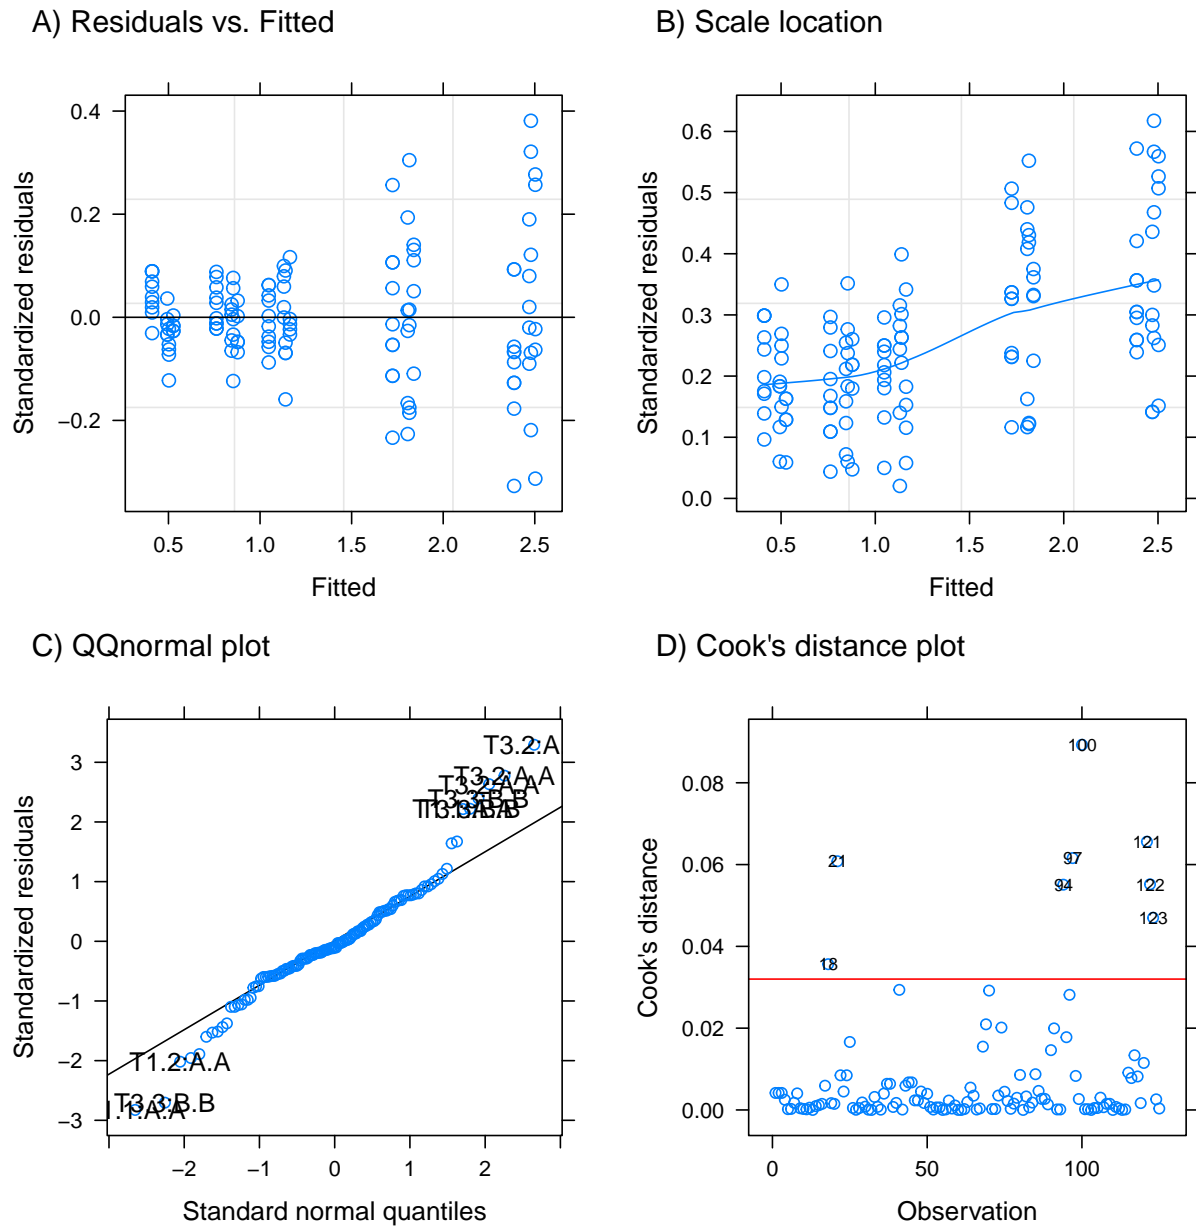 A) Residuals vs. Fitted
0.4
0.2
0.0
−0.2
Standardized residuals
0.5 1.0 1.5 2.0 2.5
Fitted
B) Scale location
0.6
0.5
0.4
0.3
0.2
0.1
0.0
Standardized residuals
0.5 1.0 1.5 2.0 2.5
Fitted
C) QQnormal plot
3
2
1
0
−1
−2
−3
Standardized residuals
T3.2:A
T3.2:A.A
T3.3:B.B
T1.2:A.A
T3.3:B.B
−2 −1 0 1 2
Standard normal quantiles
D) Cook's distance plot
0.08
0.06
0.04
0.02
0.00
Cook's distance
100
121
97
21
94
122
123
18
0 50 100
Observation